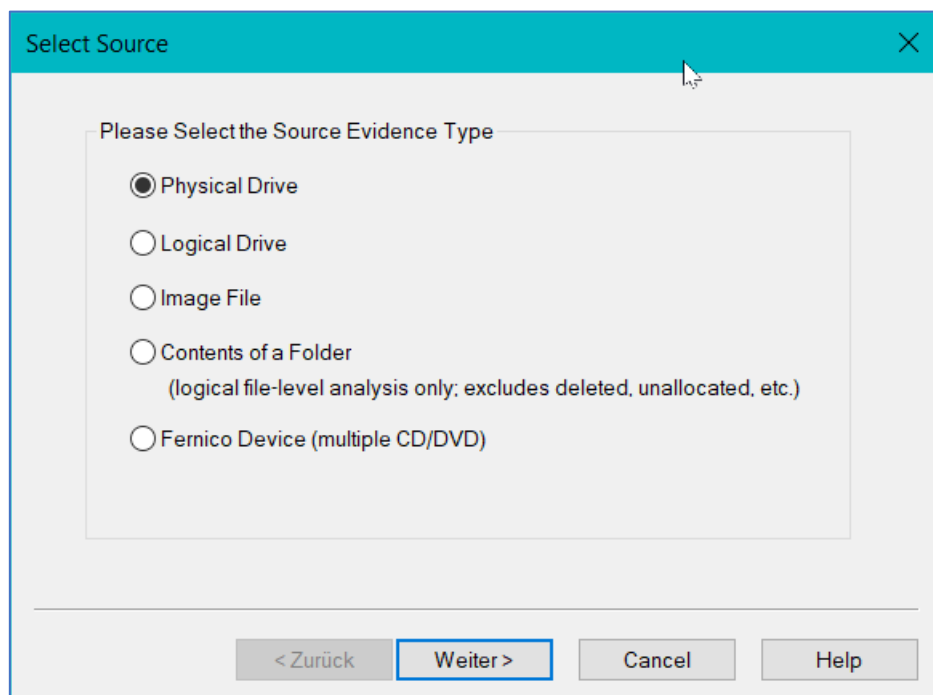 Select Source
Please Select the Source Evidence Type
Physical Drive
Logical Drive
Image File
Contents of a Folder
(logical file-level analysis only; excludes deleted, unallocated, etc.)
Fernico Device (multiple CD/DVD)
< Zurück Weiter > Cancel Help